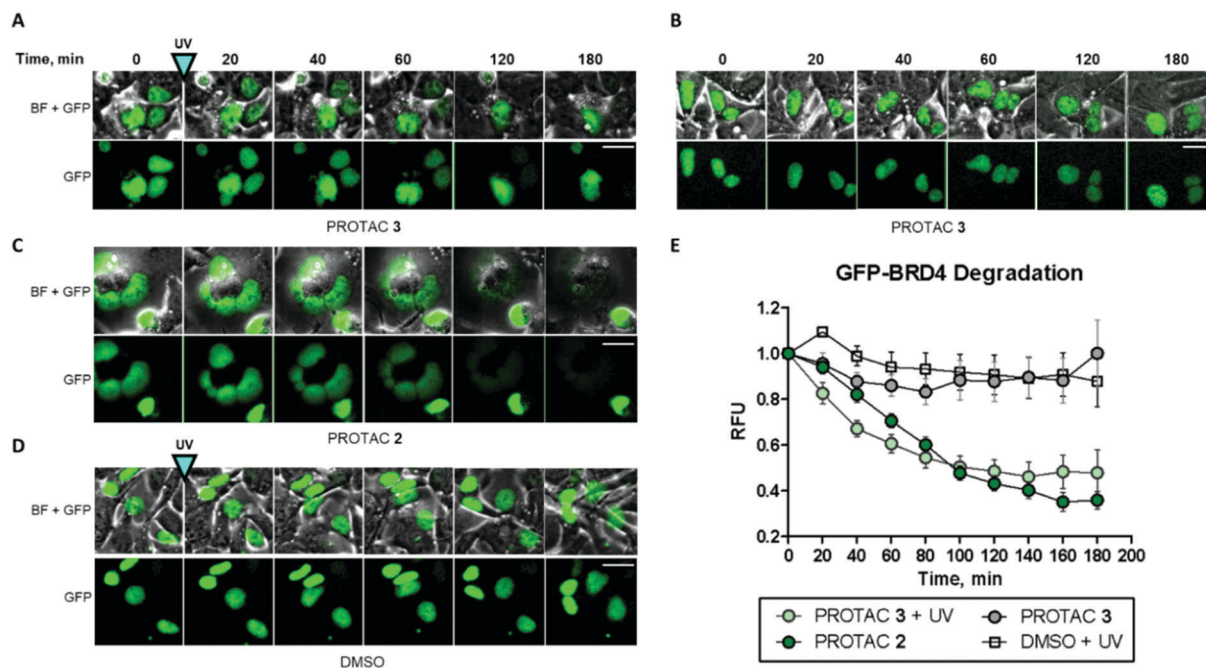 A
B
UV
Time, min 0 20 40 60 120 180
0 20 40 60 120 180
BF + GFP
GFP
PROTAC 3
PROTAC 3
C
E
BF + GFP
GFP
PROTAC 2
D
UV
BF + GFP
GFP
DMSO
GFP-BRD4 Degradation
1.2
1.0
0.8
0.6
0.4
0.2
RFU
0 20 40 60 80 100 120 140 160 180 200
Time, min
PROTAC 3 + UV
PROTAC 3
PROTAC 2
DMSO + UV